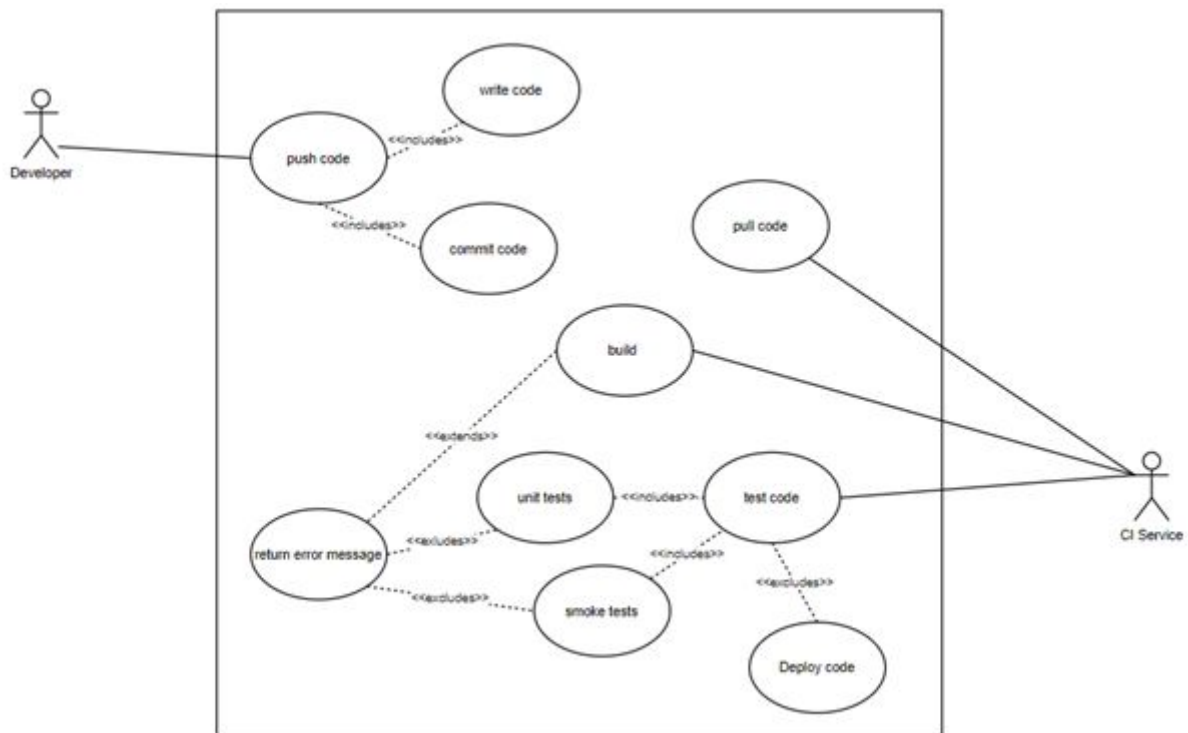 write code
<<includes>>
push code
Developer
<<includes>>
commit code
pull code
build
<<extends>>
unit tests
<<includes>>
test code
return error message
<<exludes>>
<<includes>>
CI Service
<<excludes>>
<<excludes>>
smoke tests
Deploy code